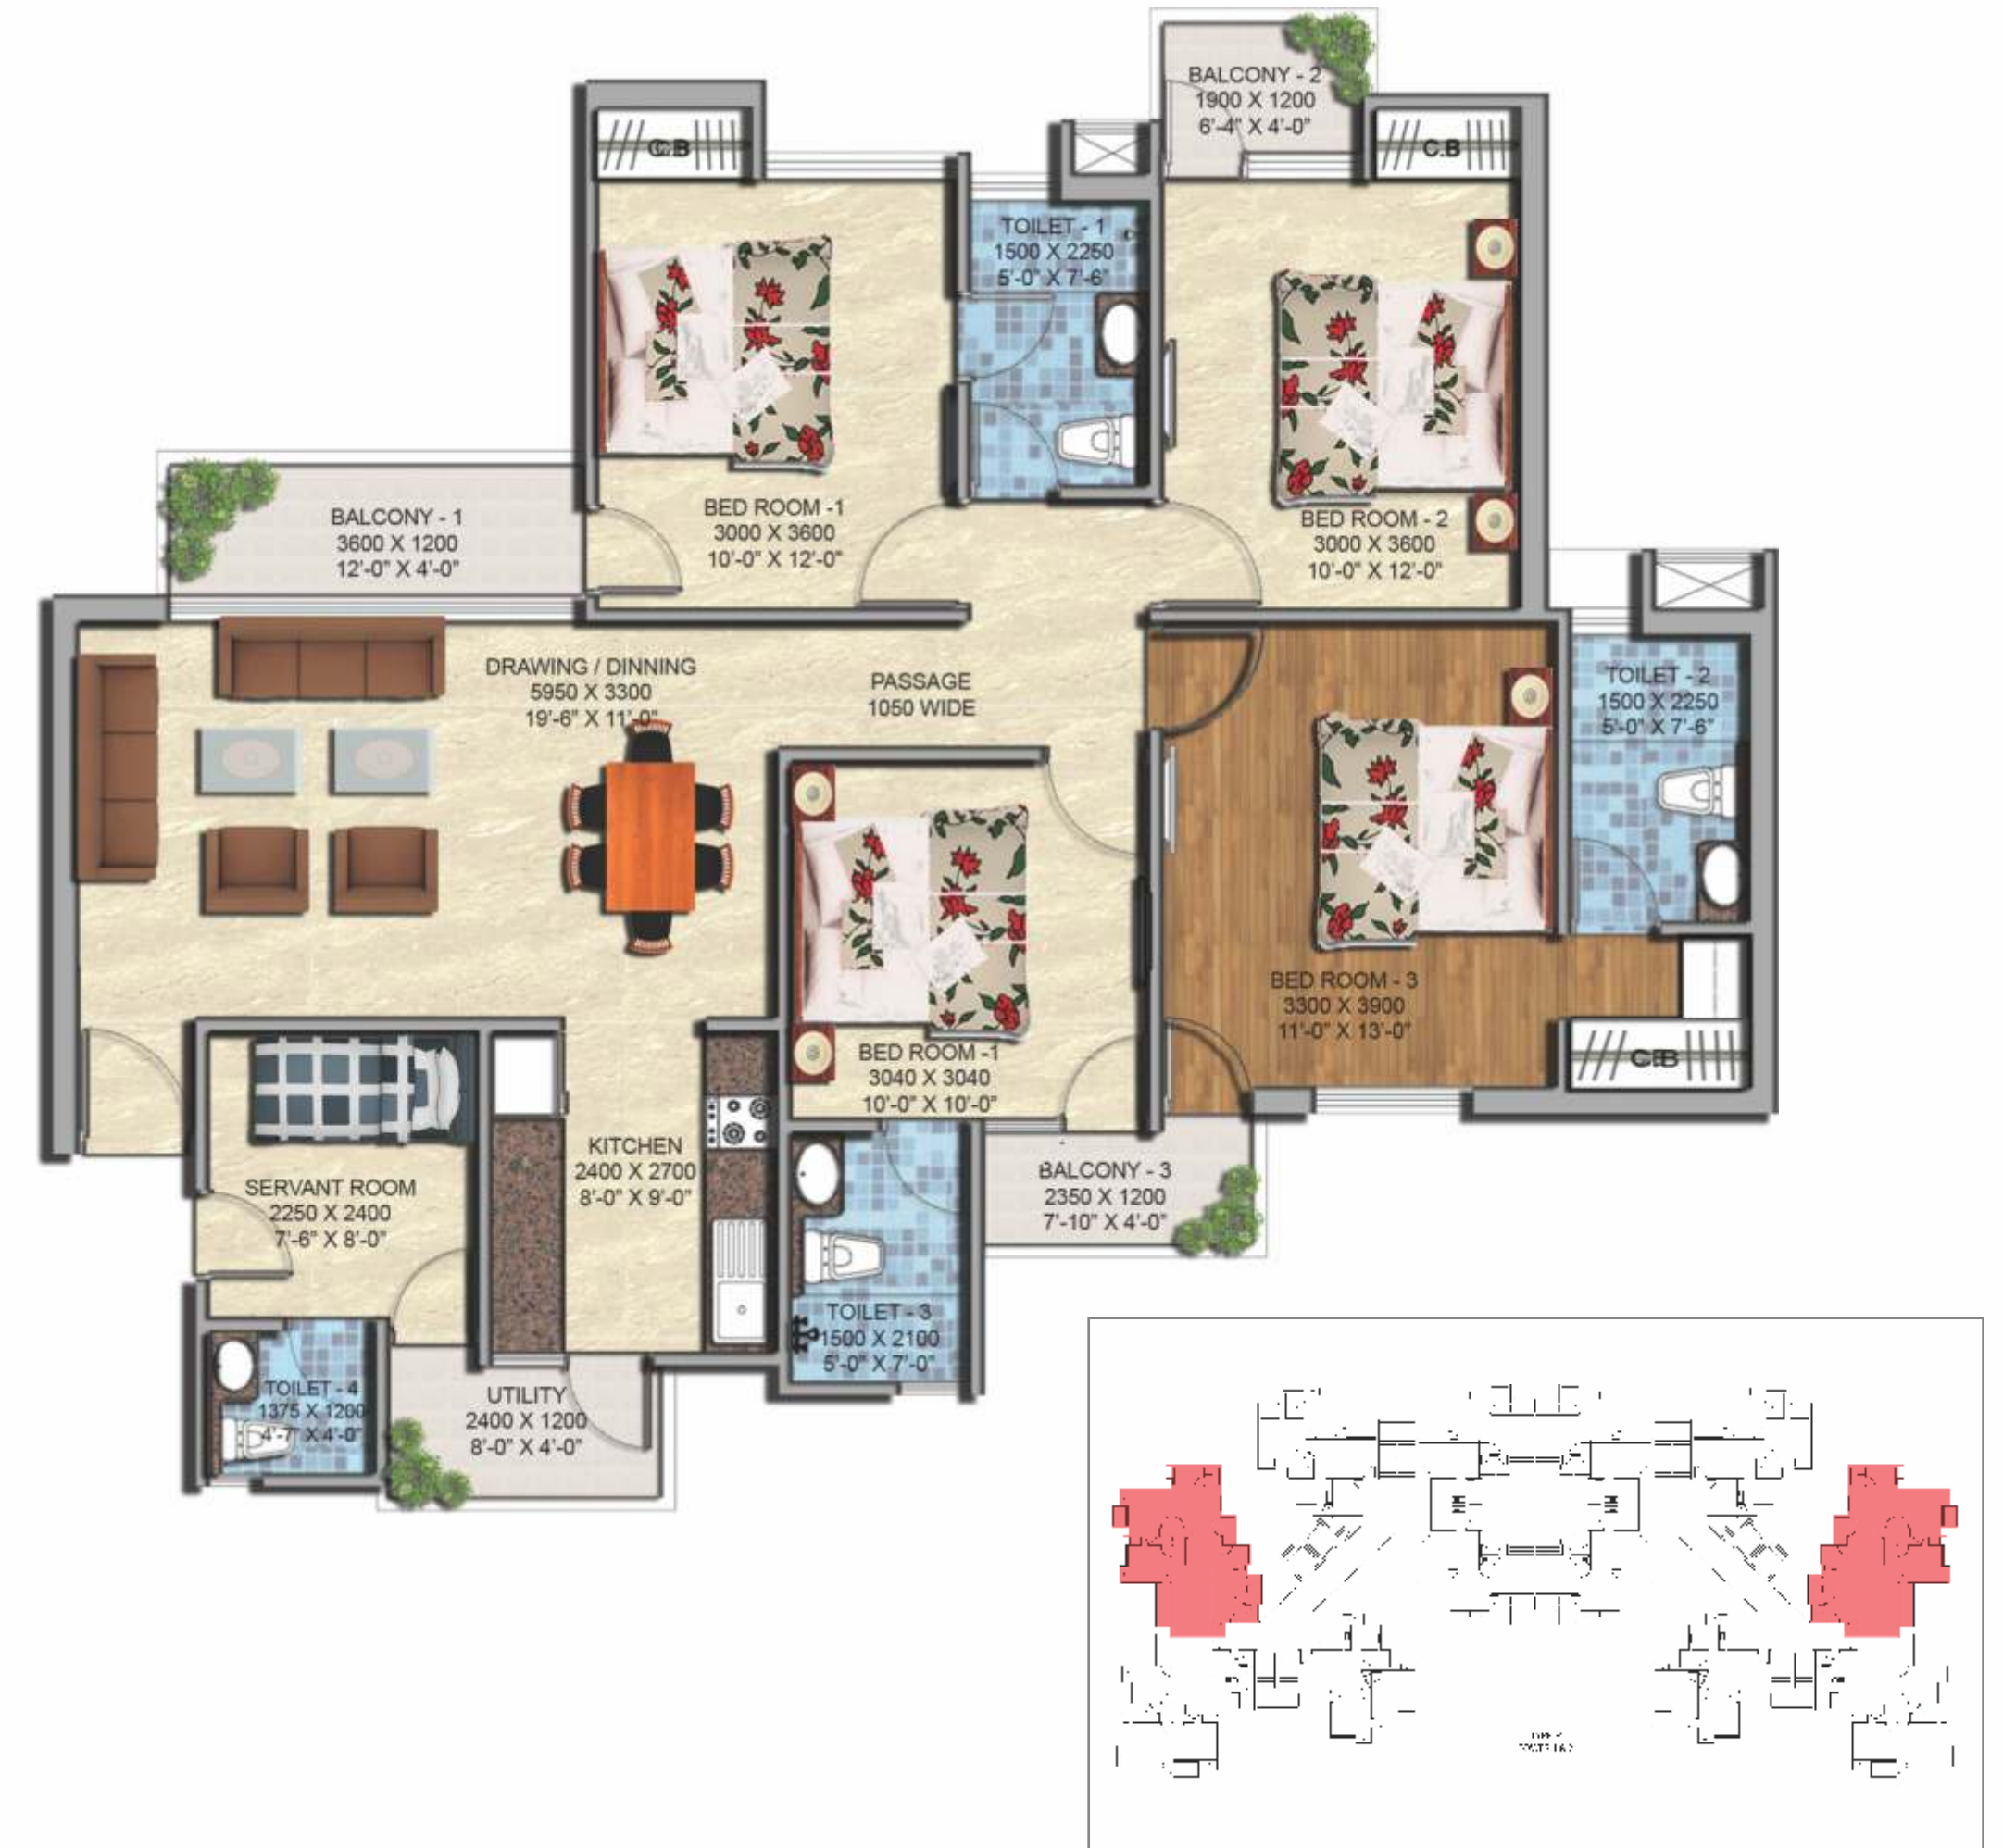 BALCONY - 2
1900 X 1200
6'-4" X 4'-0"
C.B
C.B
TOILET - 1
1500 X 2250
5'-0" X 7'-6"
BED ROOM -1
3000 X 3600
10'-0" X 12'-0"
BED ROOM - 2
3000 X 3600
10'-0" X 12'-0"
BALCONY - 1
3600 X 1200
12'-0" X 4'-0"
DRAWING / DINNING
5950 X 3300
19'-6" X 11'-0"
PASSAGE
1050 WIDE
TOILET - 2
1500 X 2250
5'-0" X 7'-6"
BED ROOM - 3
3300 X 3900
11'-0" X 13'-0"
C.B
BED ROOM -1
3040 X 3040
10'-0" X 10'-0"
KITCHEN
2400 X 2700
8'-0" X 9'-0"
BALCONY - 3
2350 X 1200
7'-10" X 4'-0"
SERVANT ROOM
2250 X 2400
7'-6" X 8'-0"
TOILET - 3
1500 X 2100
5'-0" X 7'-0"
TOILET - 4
1375 X 1200
4'-7" X 4'-0"
UTILITY
2400 X 1200
8'-0" X 4'-0"